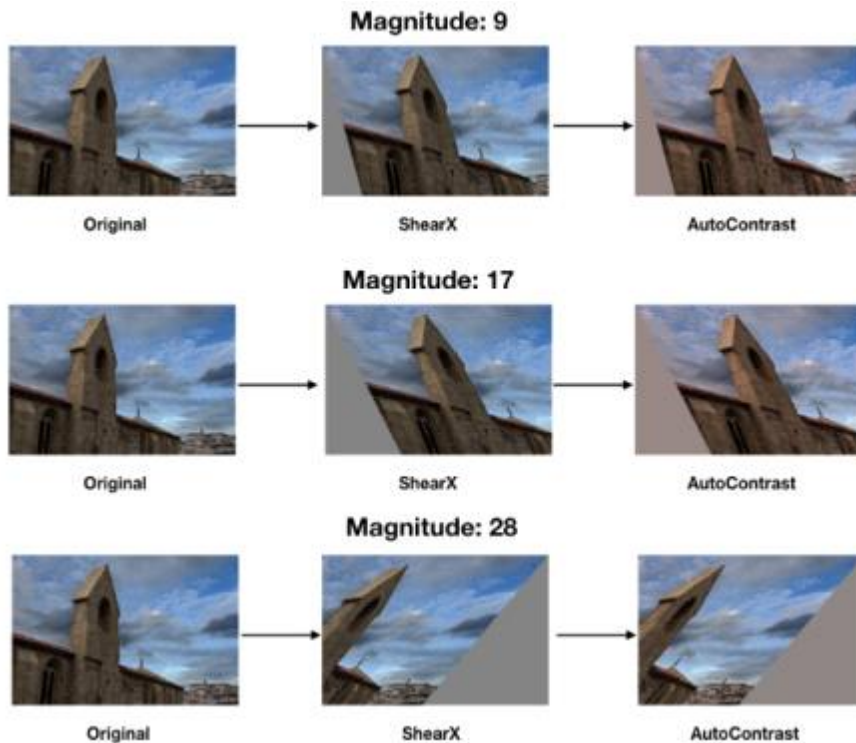 Magnitude: 9
Original ShearX AutoContrast
Magnitude: 17
Original ShearX AutoContrast
Magnitude: 28
Original ShearX AutoContrast